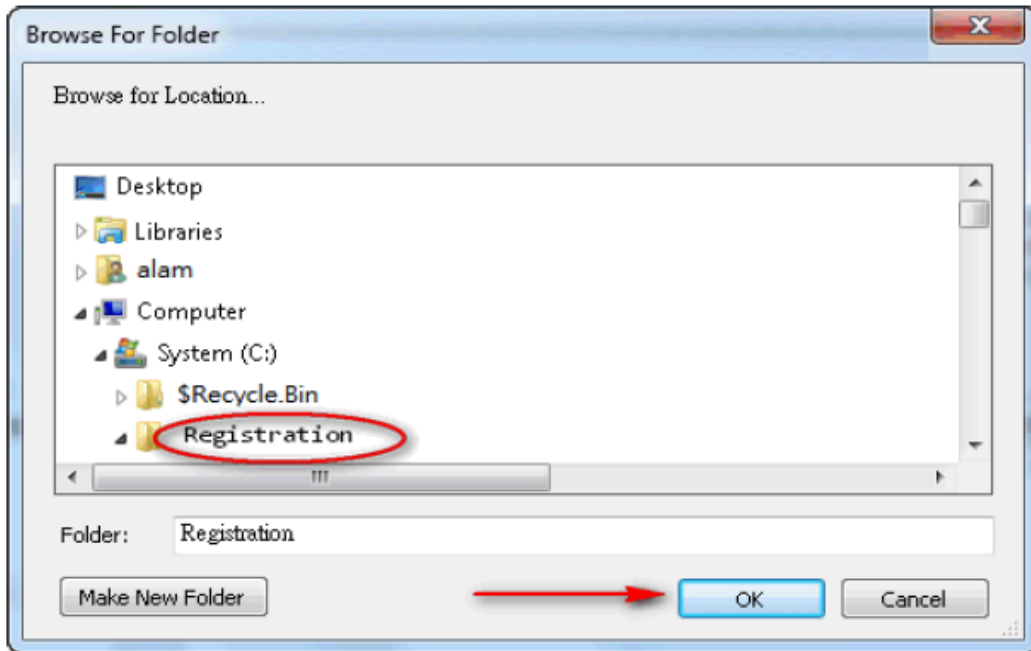 Browse For Folder
Browse for Location...
Desktop
Libraries
alam
Computer
System (C:)
$Recycle.Bin
Registration
Folder: Registration
Make New Folder OK Cancel